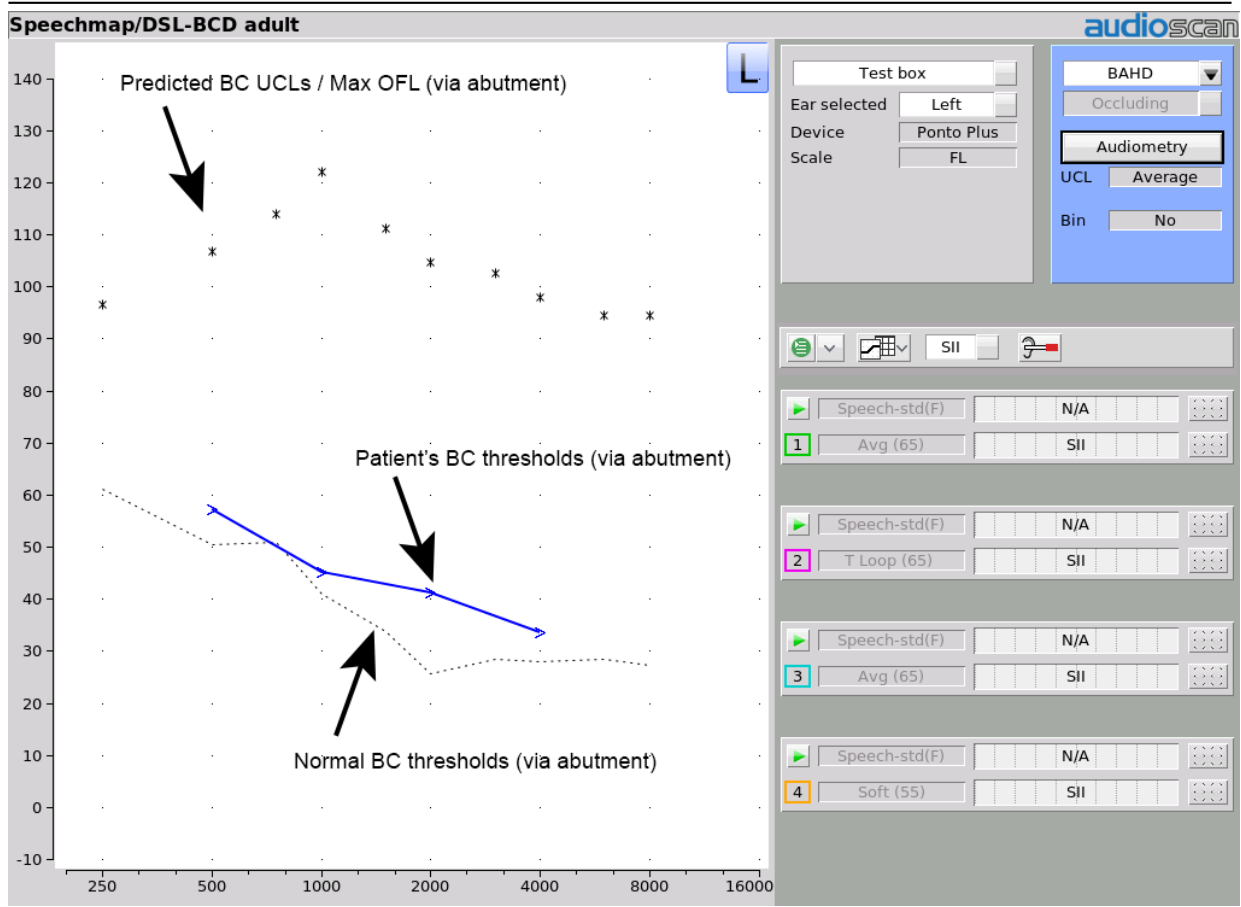 Speechmap/DSL-BCD adult
audioscan
L
140
130
120
110
100
90
80
70
60
50
40
30
20
10
0
-10
250 500 1000 2000 4000 8000 16000
Predicted BC UCLs / Max OFL (via abutment)
Patient's BC thresholds (via abutment)
Normal BC thresholds (via abutment)
Test box
Ear selected Left
Device Ponto Plus
Scale FL
BAHD
Occluding
Audiometry
UCL Average
Bin No
SII
Speech-std(F) N/A
1 Avg (65) SII
Speech-std(F) N/A
2 T Loop (65) SII
Speech-std(F) N/A
3 Avg (65) SII
Speech-std(F) N/A
4 Soft (55) SII